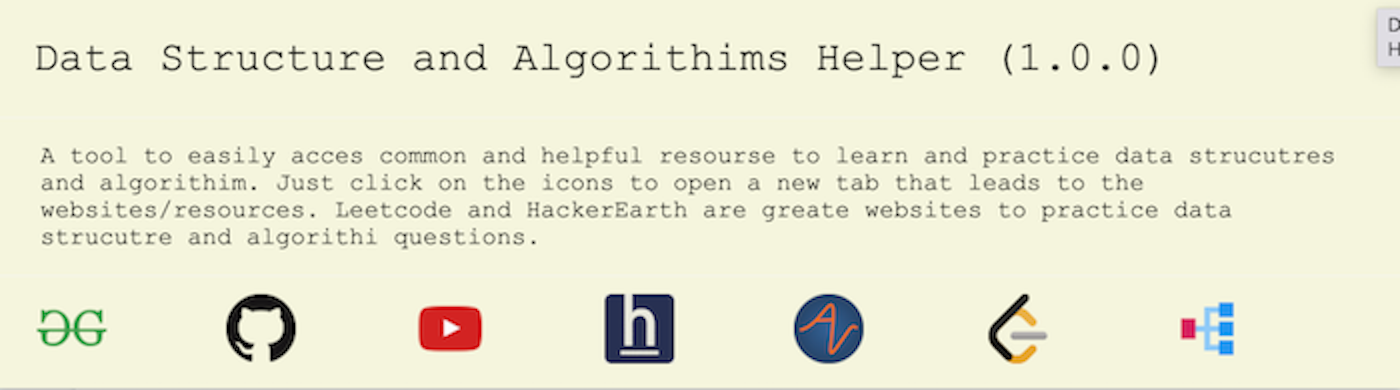 Data Structure and Algorithims Helper (1.0.0)
D
H
A tool to easily acces common and helpful resourse to learn and practice data strucutres
and algorithim. Just click on the icons to open a new tab that leads to the
websites/resources. Leetcode and HackerEarth are greate websites to practice data
strucutre and algorithi questions.
h